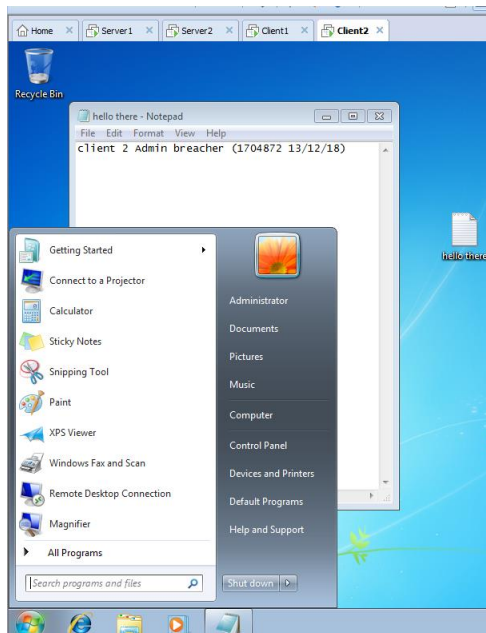 Home
Server1
Server2
Client1
Client2
Recycle Bin
hello there - Notepad
File Edit Format View Help
client 2 Admin breacher (1704872 13/12/18)
hello there
Getting Started
Connect to a Projector
Calculator
Sticky Notes
Snipping Tool
Paint
XPS Viewer
Windows Fax and Scan
Remote Desktop Connection
Magnifier
All Programs
Search programs and files
Administrator
Documents
Pictures
Music
Computer
Control Panel
Devices and Printers
Default Programs
Help and Support
Shut down